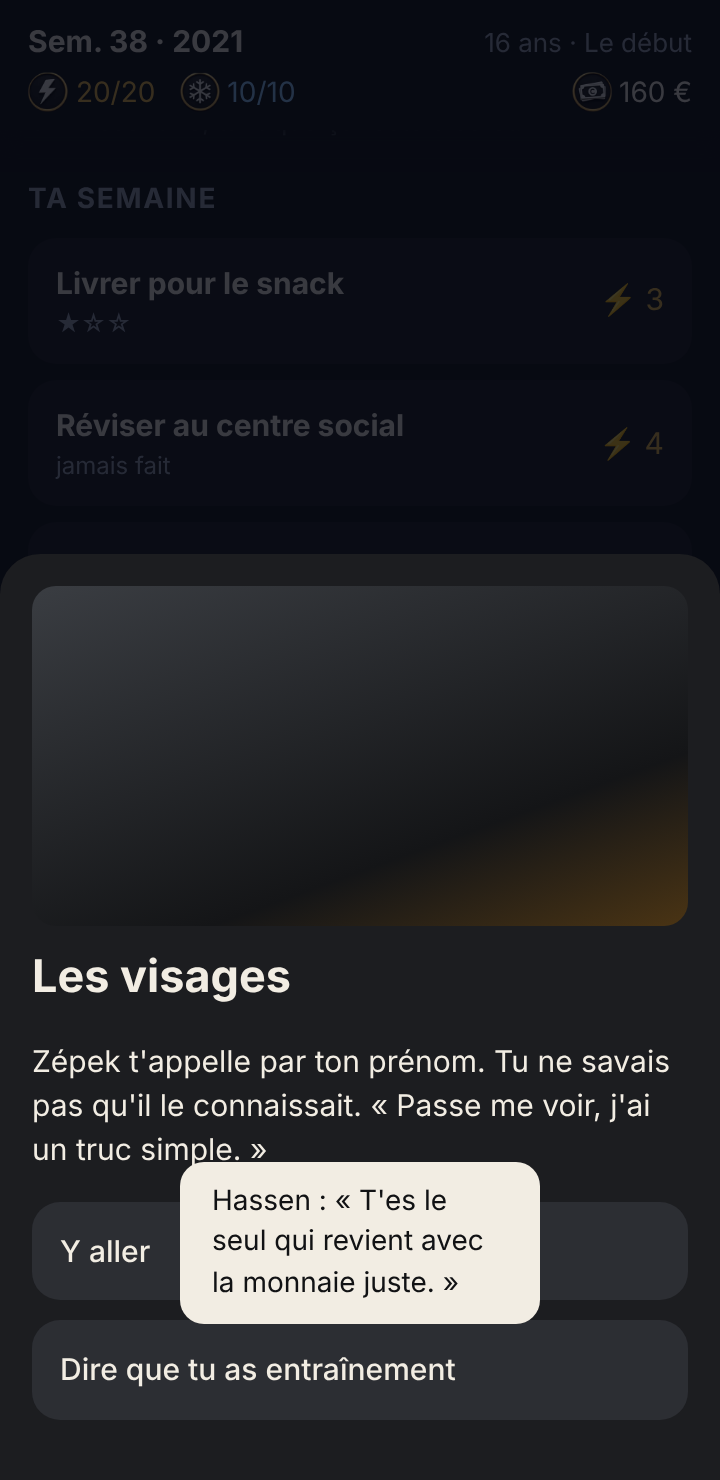 Sem. 38 · 2021
16 ans · Le début
20/20
10/10
160 €
TA SEMAINE
Livrer pour le snack
★☆☆
3
Réviser au centre social
jamais fait
4
Les visages
Zépek t'appelle par ton prénom. Tu ne savais
pas qu'il le connaissait. « Passe me voir, j'ai
un truc simple. »
Hassen : « T'es le
seul qui revient avec
la monnaie juste. »
Y aller
Dire que tu as entraînement